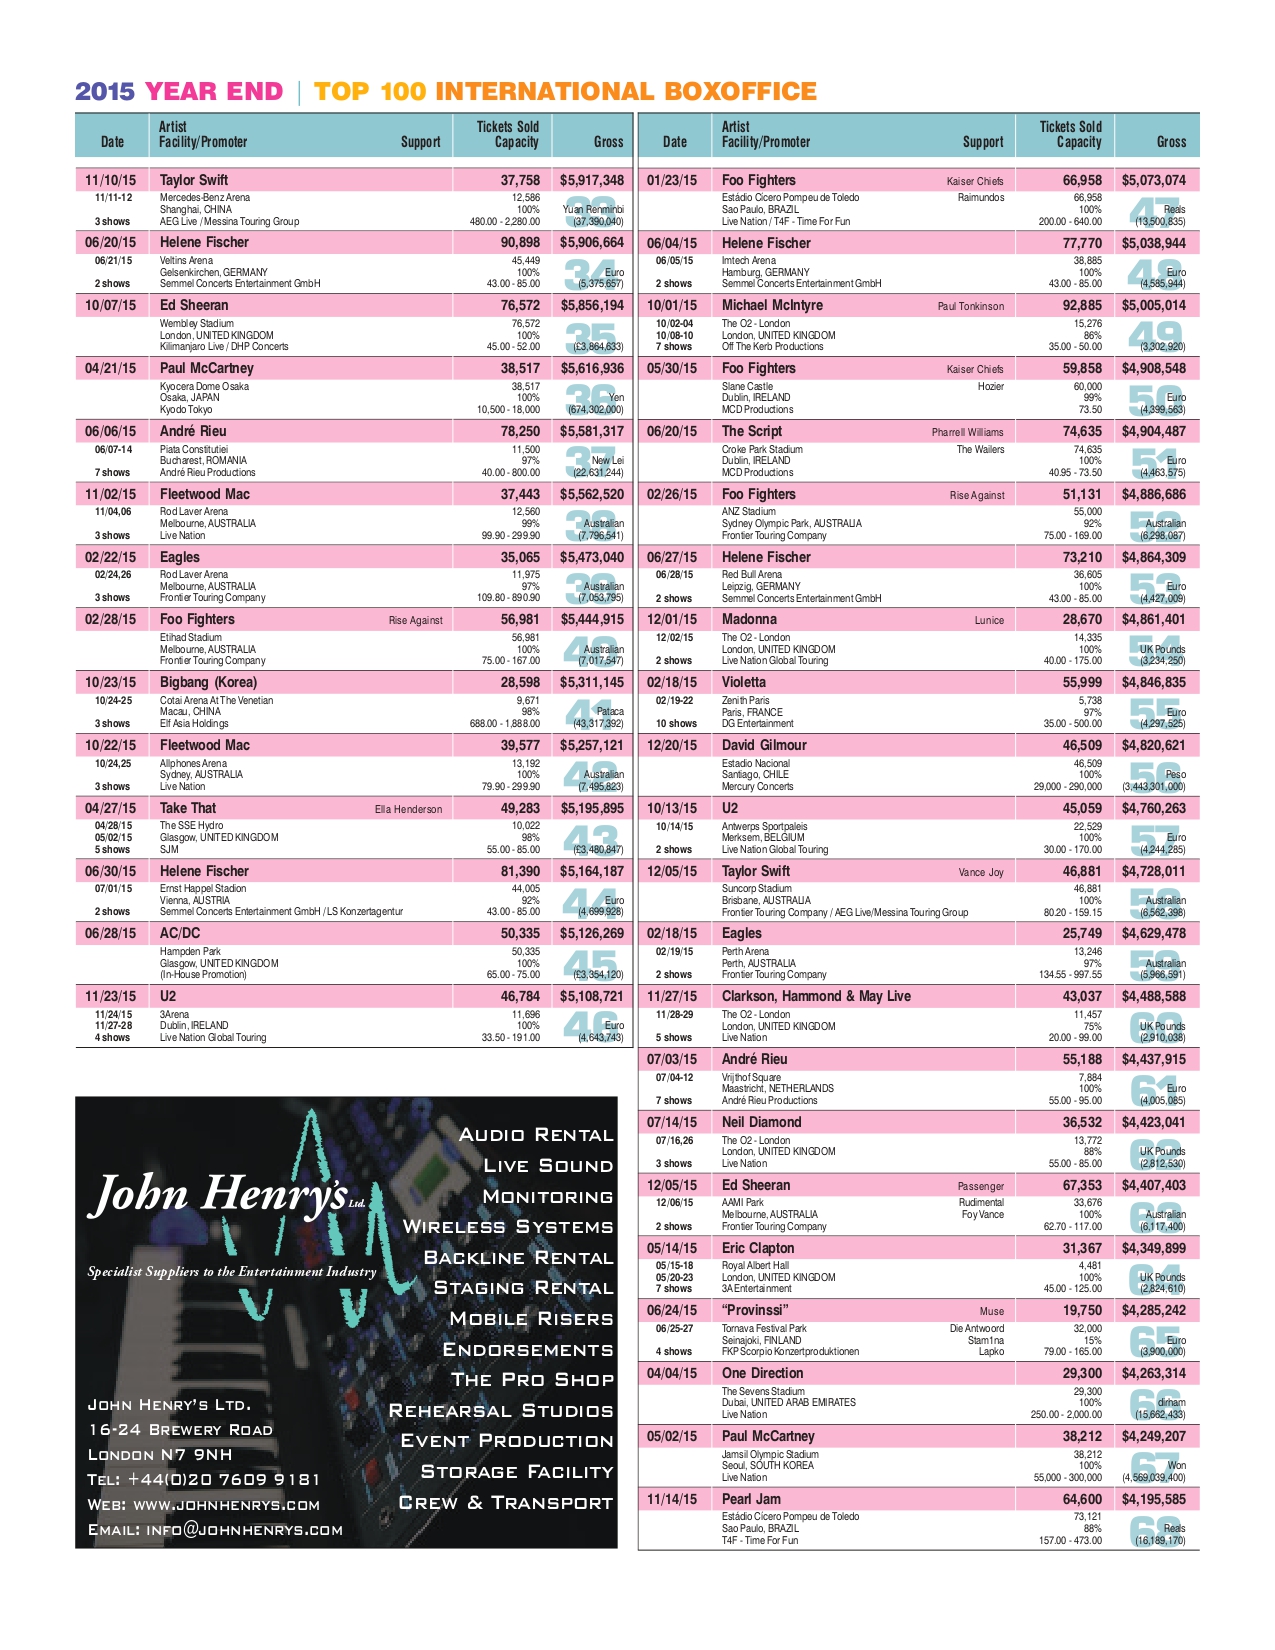 2015 YEAR END | TOP 100 INTERNATIONAL BOXOFFICE
Date Artist Facility/Promoter Support Tickets Sold Capacity Gross
11/10/15 Taylor Swift 37,758 $5,917,348
11/11-12 Mercedes-Benz Arena 12,586 33
Shanghai, CHINA 100% Yuan Renminbi
3 shows AEG Live / Messina Touring Group 480.00 - 2,280.00 (37,390,040)
06/20/15 Helene Fischer 90,898 $5,906,664
06/21/15 Veltins Arena 45,449 34
Gelsenkirchen, GERMANY 100% Euro
2 shows Semmel Concerts Entertainment GmbH 43.00 - 85.00 (5,375,657)
10/07/15 Ed Sheeran 76,572 $5,856,194
Wembley Stadium 76,572 35
London, UNITED KINGDOM 100%
Kilimanjaro Live / DHP Concerts 45.00 - 52.00 (£3,864,633)
04/21/15 Paul McCartney 38,517 $5,616,936
Kyocera Dome Osaka 38,517 36
Osaka, JAPAN 100% Yen
Kyodo Tokyo 10,500 - 18,000 (674,302,000)
06/06/15 André Rieu 78,250 $5,581,317
06/07-14 Piata Constitutiei 11,500 37
Bucharest, ROMANIA 97% New Lei
7 shows André Rieu Productions 40.00 - 800.00 (22,631,244)
11/02/15 Fleetwood Mac 37,443 $5,562,520
11/04,06 Rod Laver Arena 12,560 38
Melbourne, AUSTRALIA 99% Australian
3 shows Live Nation 99.90 - 299.90 (7,796,541)
02/22/15 Eagles 35,065 $5,473,040
02/24,26 Rod Laver Arena 11,975 39
Melbourne, AUSTRALIA 97% Australian
3 shows Frontier Touring Company 109.80 - 890.90 (7,053,795)
02/28/15 Foo Fighters Rise Against 56,981 $5,444,915
Etihad Stadium 56,981 40
Melbourne, AUSTRALIA 100% Australian
Frontier Touring Company 75.00 - 167.00 (7,017,547)
10/23/15 Bigbang (Korea) 28,598 $5,311,145
10/24-25 Cotai Arena At The Venetian 9,671 41
Macau, CHINA 98% Pataca
3 shows Elf Asia Holdings 688.00 - 1,888.00 (43,317,392)
10/22/15 Fleetwood Mac 39,577 $5,257,121
10/24,25 Allphones Arena 13,192 42
Sydney, AUSTRALIA 100% Australian
3 shows Live Nation 79.90 - 299.90 (7,495,823)
04/27/15 Take That Ella Henderson 49,283 $5,195,895
04/28/15 The SSE Hydro 10,022 43
05/02/15 Glasgow, UNITED KINGDOM 98%
5 shows SJM 55.00 - 85.00 (£3,480,847)
06/30/15 Helene Fischer 81,390 $5,164,187
07/01/15 Ernst Happel Stadion 44,005 44
Vienna, AUSTRIA 92% Euro
2 shows Semmel Concerts Entertainment GmbH / LS Konzertagentur 43.00 - 85.00 (4,699,928)
06/28/15 AC/DC 50,335 $5,126,269
Hampden Park 50,335 45
Glasgow, UNITED KINGDOM 100%
(In-House Promotion) 65.00 - 75.00 (£3,354,120)
11/23/15 U2 46,784 $5,108,721
11/24/15 3Arena 11,696 46
11/27-28 Dublin, IRELAND 100% Euro
4 shows Live Nation Global Touring 33.50 - 191.00 (4,643,743)
John Henry's Ltd.
Specialist Suppliers to the Entertainment Industry
Audio Rental
Live Sound
Monitoring
Wireless Systems
Backline Rental
Staging Rental
Mobile Risers
Endorsements
The Pro Shop
Rehearsal Studios
Event Production
Storage Facility
Crew & Transport
John Henry's Ltd.
16-24 Brewery Road
London N7 9NH
Tel: +44(0)20 7609 9181
Web: www.johnhenrys.com
Email: info@johnhenrys.com
Date Artist Facility/Promoter Support Tickets Sold Capacity Gross
01/23/15 Foo Fighters Kaiser Chiefs 66,958 $5,073,074
Estádio Cícero Pompeu de Toledo Raimundos 66,958 47
Sao Paulo, BRAZIL 100% Reals
Live Nation / T4F - Time For Fun 200.00 - 640.00 (13,500,835)
06/04/15 Helene Fischer 77,770 $5,038,944
06/05/15 Imtech Arena 38,885 48
Hamburg, GERMANY 100% Euro
2 shows Semmel Concerts Entertainment GmbH 43.00 - 85.00 (4,585,944)
10/01/15 Michael McIntyre Paul Tonkinson 92,885 $5,005,014
10/02-04 The O2 - London 15,276 49
10/08-10 London, UNITED KINGDOM 86%
7 shows Off The Kerb Productions 35.00 - 50.00 (3,302,920)
05/30/15 Foo Fighters Kaiser Chiefs 59,858 $4,908,548
Slane Castle Hozier 60,000 50
Dublin, IRELAND 99% Euro
MCD Productions 73.50 (4,399,563)
06/20/15 The Script Pharrell Williams 74,635 $4,904,487
Croke Park Stadium The Wailers 74,635 51
Dublin, IRELAND 100% Euro
MCD Productions 40.95 - 73.50 (4,463,575)
02/26/15 Foo Fighters Rise Against 51,131 $4,886,686
ANZ Stadium 55,000 52
Sydney Olympic Park, AUSTRALIA 92% Australian
Frontier Touring Company 75.00 - 169.00 (6,298,087)
06/27/15 Helene Fischer 73,210 $4,864,309
06/28/15 Red Bull Arena 36,605 53
Leipzig, GERMANY 100% Euro
2 shows Semmel Concerts Entertainment GmbH 43.00 - 85.00 (4,427,009)
12/01/15 Madonna Lunice 28,670 $4,861,401
12/02/15 The O2 - London 14,335 54
London, UNITED KINGDOM 100% UK Pounds
2 shows Live Nation Global Touring 40.00 - 175.00 (3,234,250)
02/18/15 Violetta 55,999 $4,846,835
02/19-22 Zenith Paris 5,738 55
Paris, FRANCE 97% Euro
10 shows DG Entertainment 35.00 - 500.00 (4,297,525)
12/20/15 David Gilmour 46,509 $4,820,621
Estadio Nacional 46,509 56
Santiago, CHILE 100% Peso
Mercury Concerts 29,000 - 290,000 (3,443,301,000)
10/13/15 U2 45,059 $4,760,263
10/14/15 Antwerps Sportpaleis 22,529 57
Merksem, BELGIUM 100% Euro
2 shows Live Nation Global Touring 30.00 - 170.00 (4,244,285)
12/05/15 Taylor Swift Vance Joy 46,881 $4,728,011
Suncorp Stadium 46,881 58
Brisbane, AUSTRALIA 100% Australian
Frontier Touring Company / AEG Live/Messina Touring Group 80.20 - 159.15 (6,562,398)
02/18/15 Eagles 25,749 $4,629,478
02/19/15 Perth Arena 13,246 59
Perth, AUSTRALIA 97% Australian
2 shows Frontier Touring Company 134.55 - 997.55 (5,966,591)
11/27/15 Clarkson, Hammond & May Live 43,037 $4,488,588
11/28-29 The O2 - London 11,457 60
London, UNITED KINGDOM 75% UK Pounds
5 shows Live Nation 20.00 - 99.00 (2,910,038)
07/03/15 André Rieu 55,188 $4,437,915
07/04-12 Vrijthof Square 7,884 61
Maastricht, NETHERLANDS 100% Euro
7 shows André Rieu Productions 55.00 - 95.00 (4,005,085)
07/14/15 Neil Diamond 36,532 $4,423,041
07/16,26 The O2 - London 13,772 62
London, UNITED KINGDOM 88% UK Pounds
3 shows Live Nation 55.00 - 85.00 (2,812,530)
12/05/15 Ed Sheeran Passenger 67,353 $4,407,403
12/06/15 AAMI Park Rudimental 33,676 63
Melbourne, AUSTRALIA Foy Vance 100% Australian
2 shows Frontier Touring Company 62.70 - 117.00 (6,117,400)
05/14/15 Eric Clapton 31,367 $4,349,899
05/15-18 Royal Albert Hall 4,481 64
05/20-23 London, UNITED KINGDOM 100% UK Pounds
7 shows 3A Entertainment 45.00 - 125.00 (2,824,610)
06/24/15 “Provinssi” Muse 19,750 $4,285,242
06/25-27 Tornava Festival Park Die Antwoord 32,000 65
Seinajoki, FINLAND Stam1na 15% Euro
4 shows FKP Scorpio Konzertproduktionen Lapko 79.00 - 165.00 (3,900,000)
04/04/15 One Direction 29,300 $4,263,314
The Sevens Stadium 29,300 66
Dubai, UNITED ARAB EMIRATES 100% dirham
Live Nation 250.00 - 2,000.00 (15,662,433)
05/02/15 Paul McCartney 38,212 $4,249,207
Jamsil Olympic Stadium 38,212 67
Seoul, SOUTH KOREA 100% Won
Live Nation 55,000 - 300,000 (4,569,039,400)
11/14/15 Pearl Jam 64,600 $4,195,585
Estádio Cícero Pompeu de Toledo 73,121 68
Sao Paulo, BRAZIL 88% Reals
T4F - Time For Fun 157.00 - 473.00 (16,189,170)